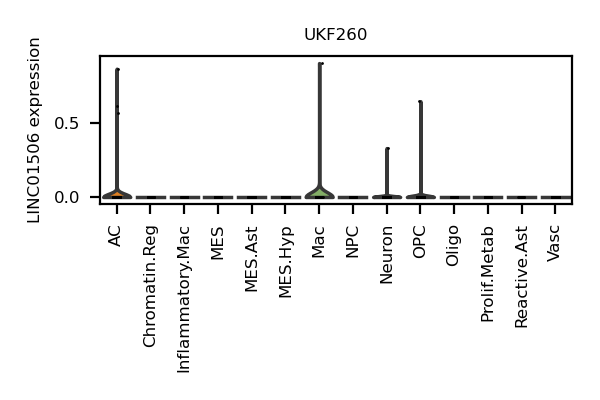 UKF260
LINC01506 expression
0.5
0.0
AC
Chromatin.Reg
Inflammatory.Mac
MES
MES.Ast
MES.Hyp
Mac
NPC
Neuron
OPC
Oligo
Prolif.Metab
Reactive.Ast
Vasc